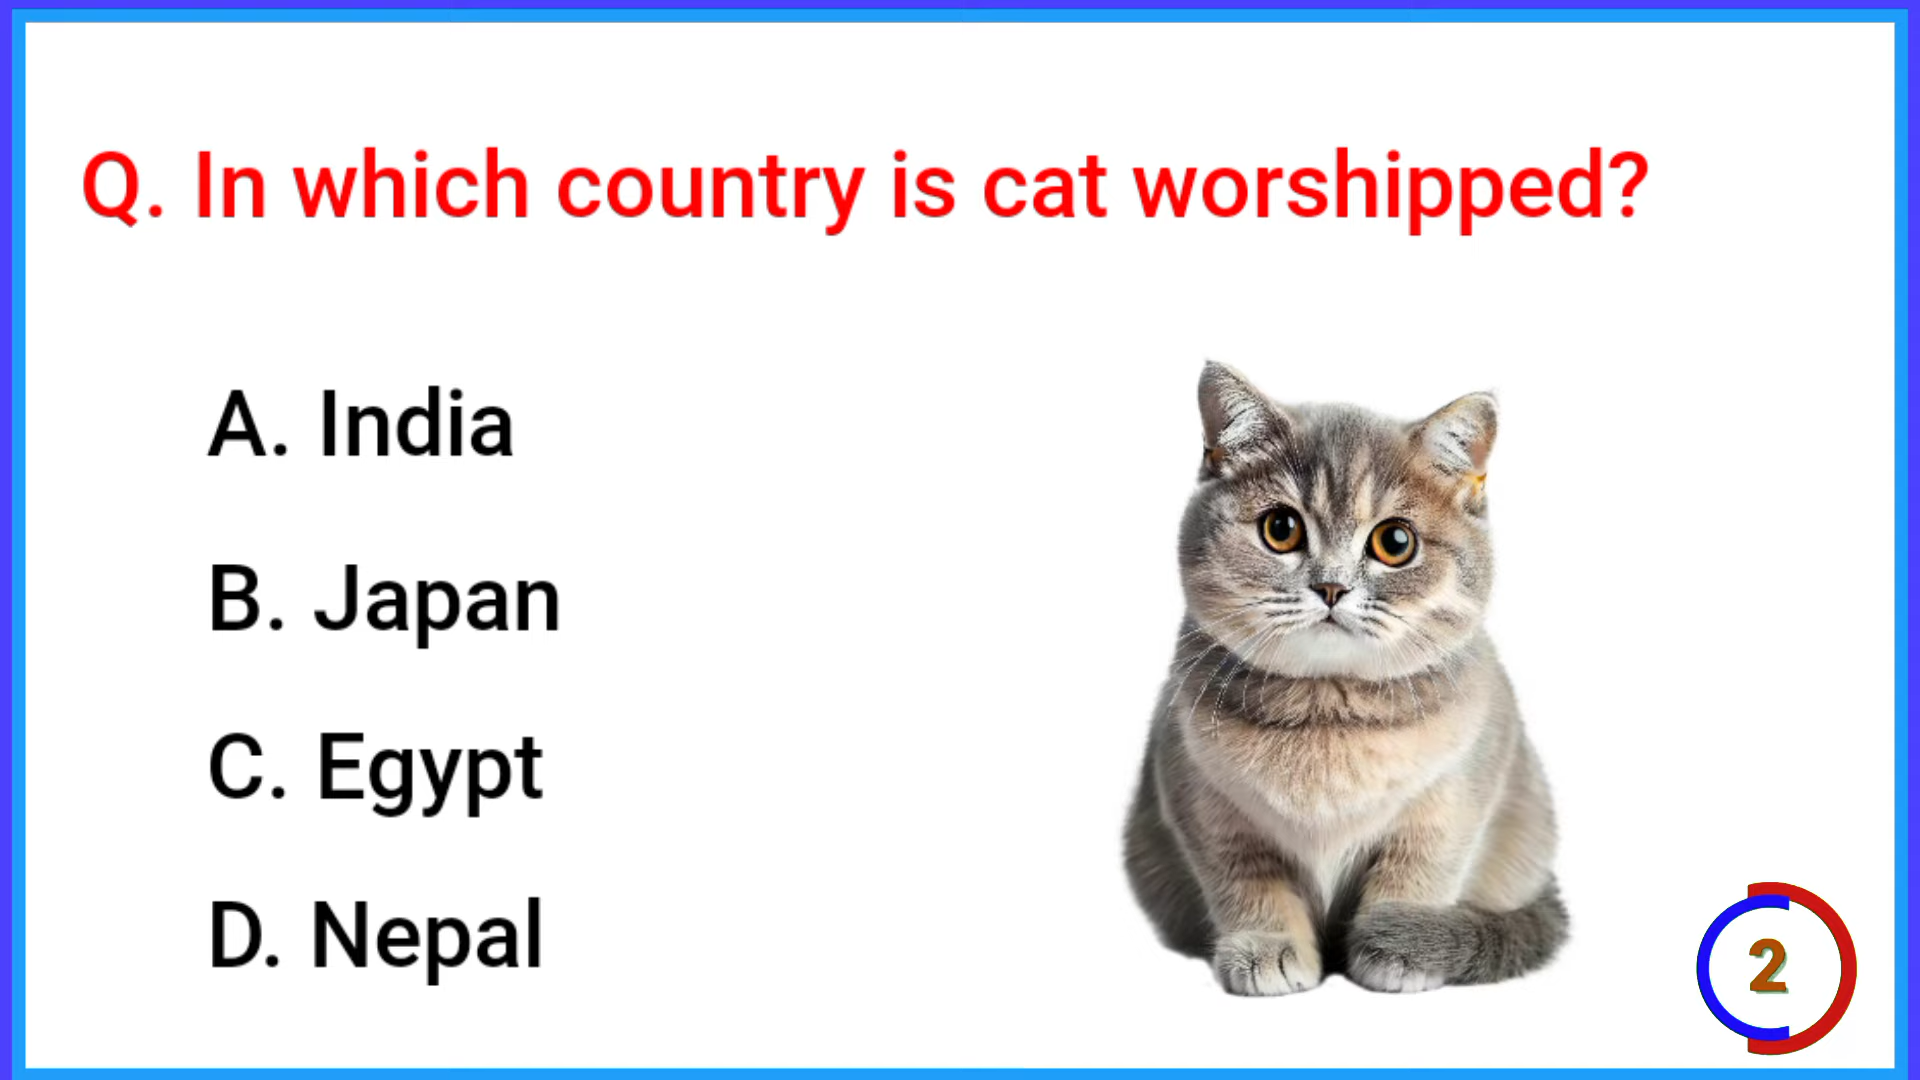 Q. In which country is cat worshipped?
A. India
B. Japan
C. Egypt
D. Nepal
2